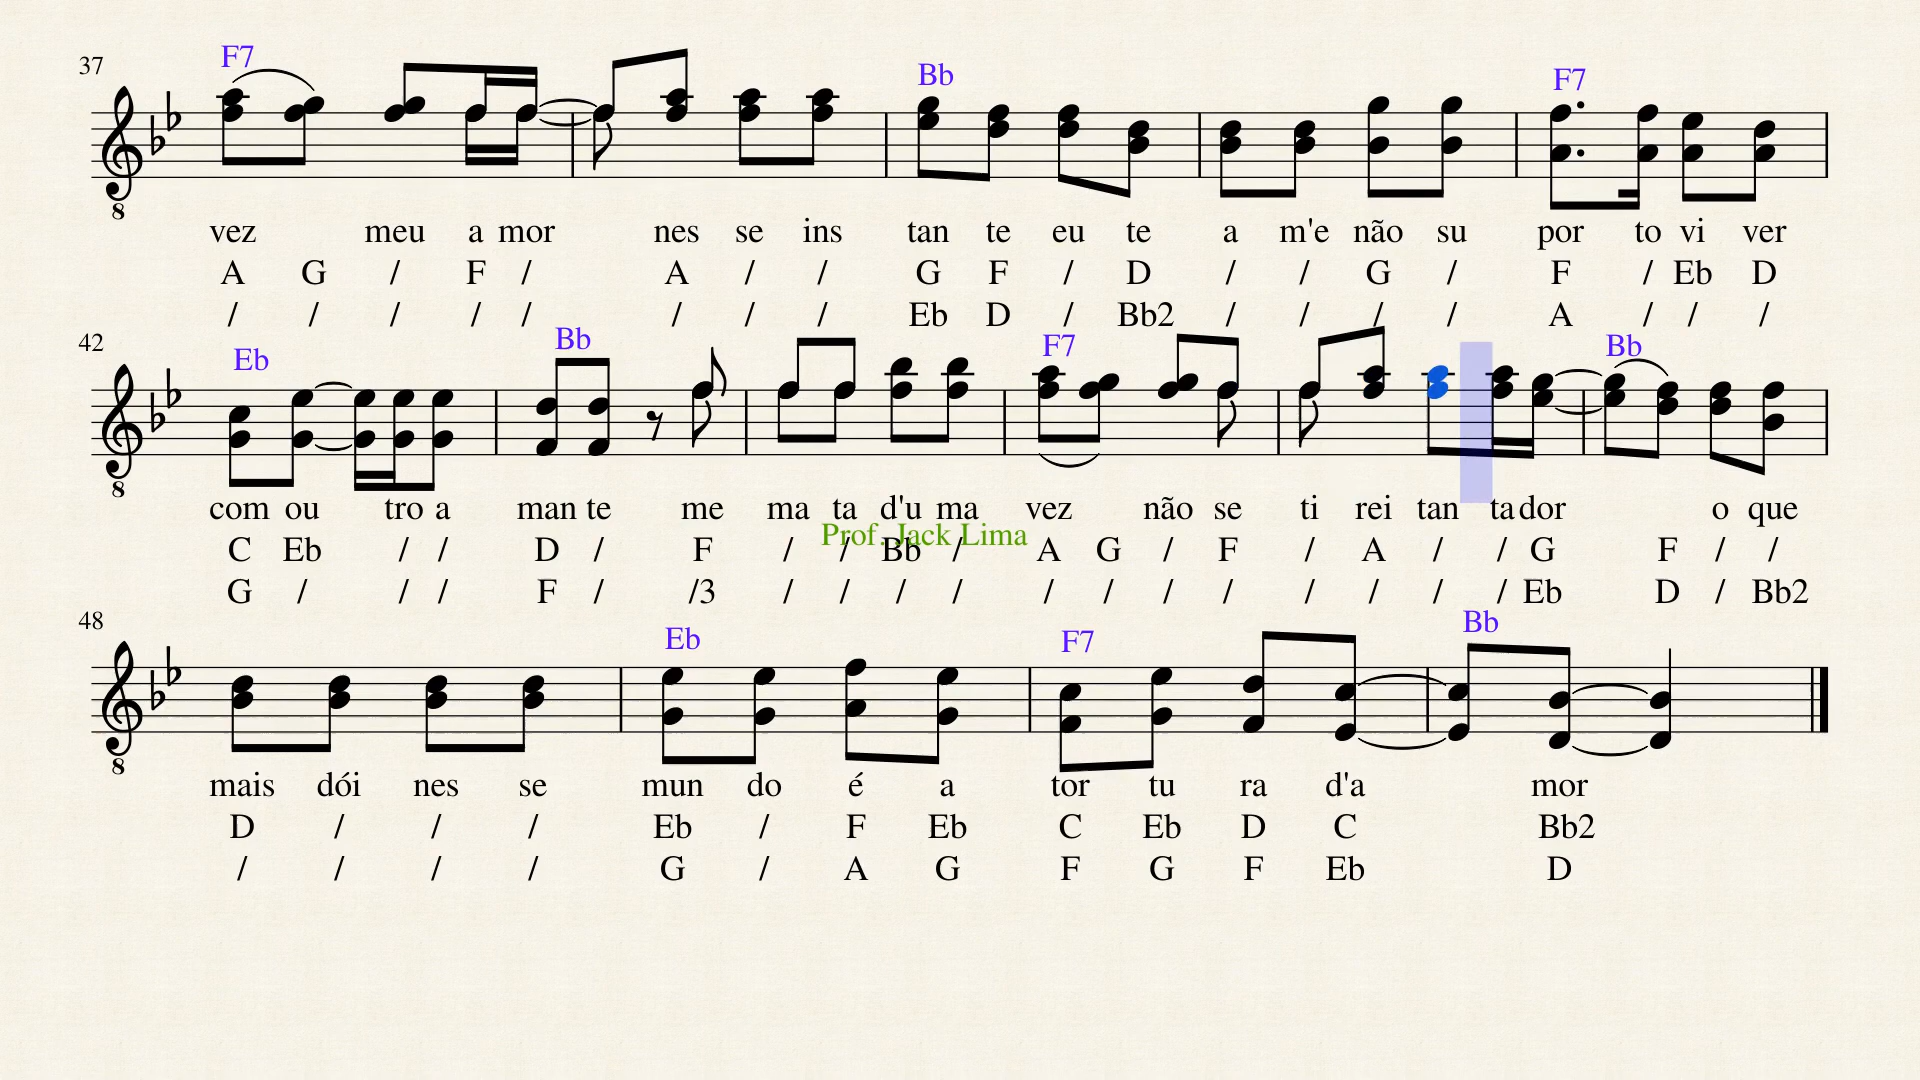 37 F7 Bb F7
8
vez meu a mor nes se ins tan te eu te a m'e não su por to vi ver
A G / F / A / / G F / D / / G / F / Eb D
/ / / / / / / / Eb D / Bb2 / / / / A / / /
42 Eb Bb F7 Bb
8
com ou tro a man te me ma ta d'u ma vez não se ti rei tan ta dor o que
Prof. Jack Lima
C Eb / / D / F / / Bb / A G / F / A / / G F / /
G / / / F / /3 / / / / / / / / / / / / Eb D / Bb2
48 Eb F7 Bb
8
mais dói nes se mun do é a tor tu ra d'a mor
D / / / Eb / F Eb C Eb D C Bb2
/ / / / G / A G F G F Eb D